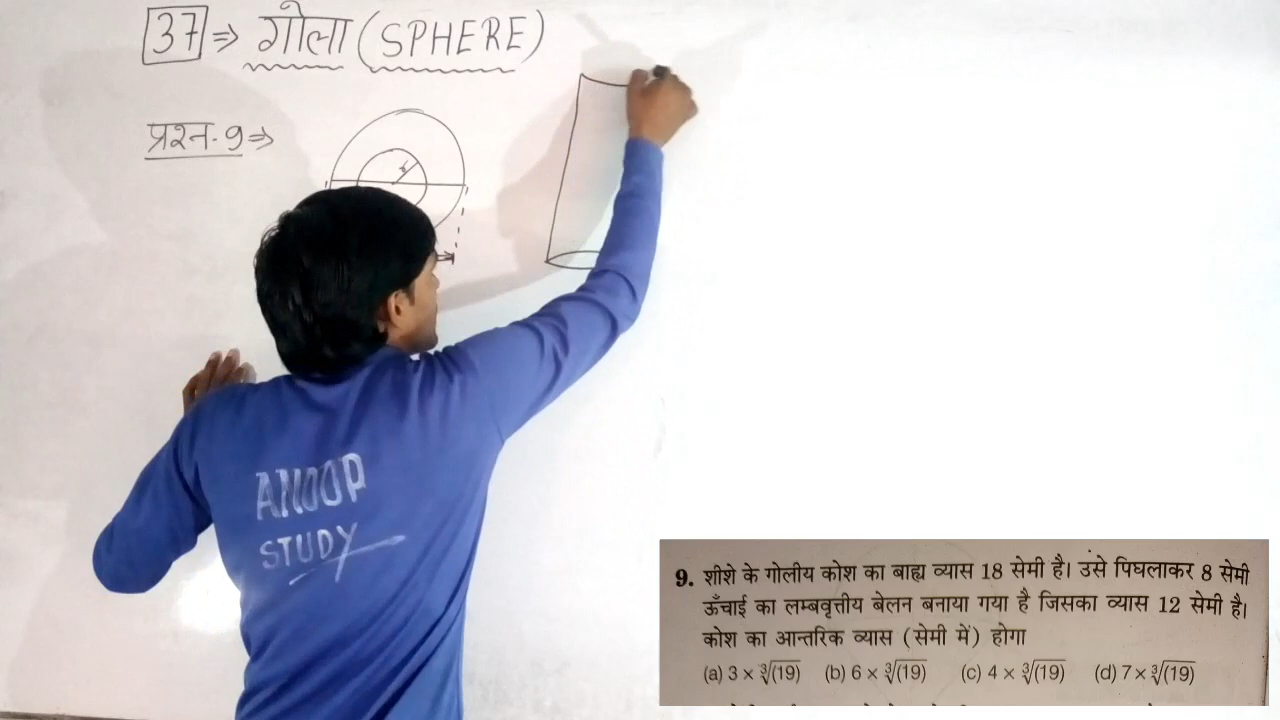 37 ⇒ गोला (SPHERE)
प्रश्न-9 ⇒
ANOOP
STUDY
9. शीशे के गोलीय कोश का बाह्य व्यास 18 सेमी है। उसे पिघलाकर 8 सेमी
ऊँचाई का लम्बवृत्तीय बेलन बनाया गया है जिसका व्यास 12 सेमी है।
कोश का आन्तरिक व्यास (सेमी में) होगा
(a) 3 × ∛(19) (b) 6 × ∛(19) (c) 4 × ∛(19) (d) 7 × ∛(19)